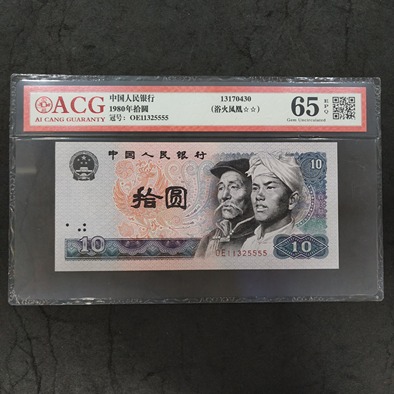 ACG
AI CANG GUARANTY
中国人民银行
1980年拾圆
冠号: OE11325555
13170430
(浴火凤凰☆☆)
65 EPQ
Gem Uncirculated
中国人民银行
10
拾圆
10
10
OE11325555